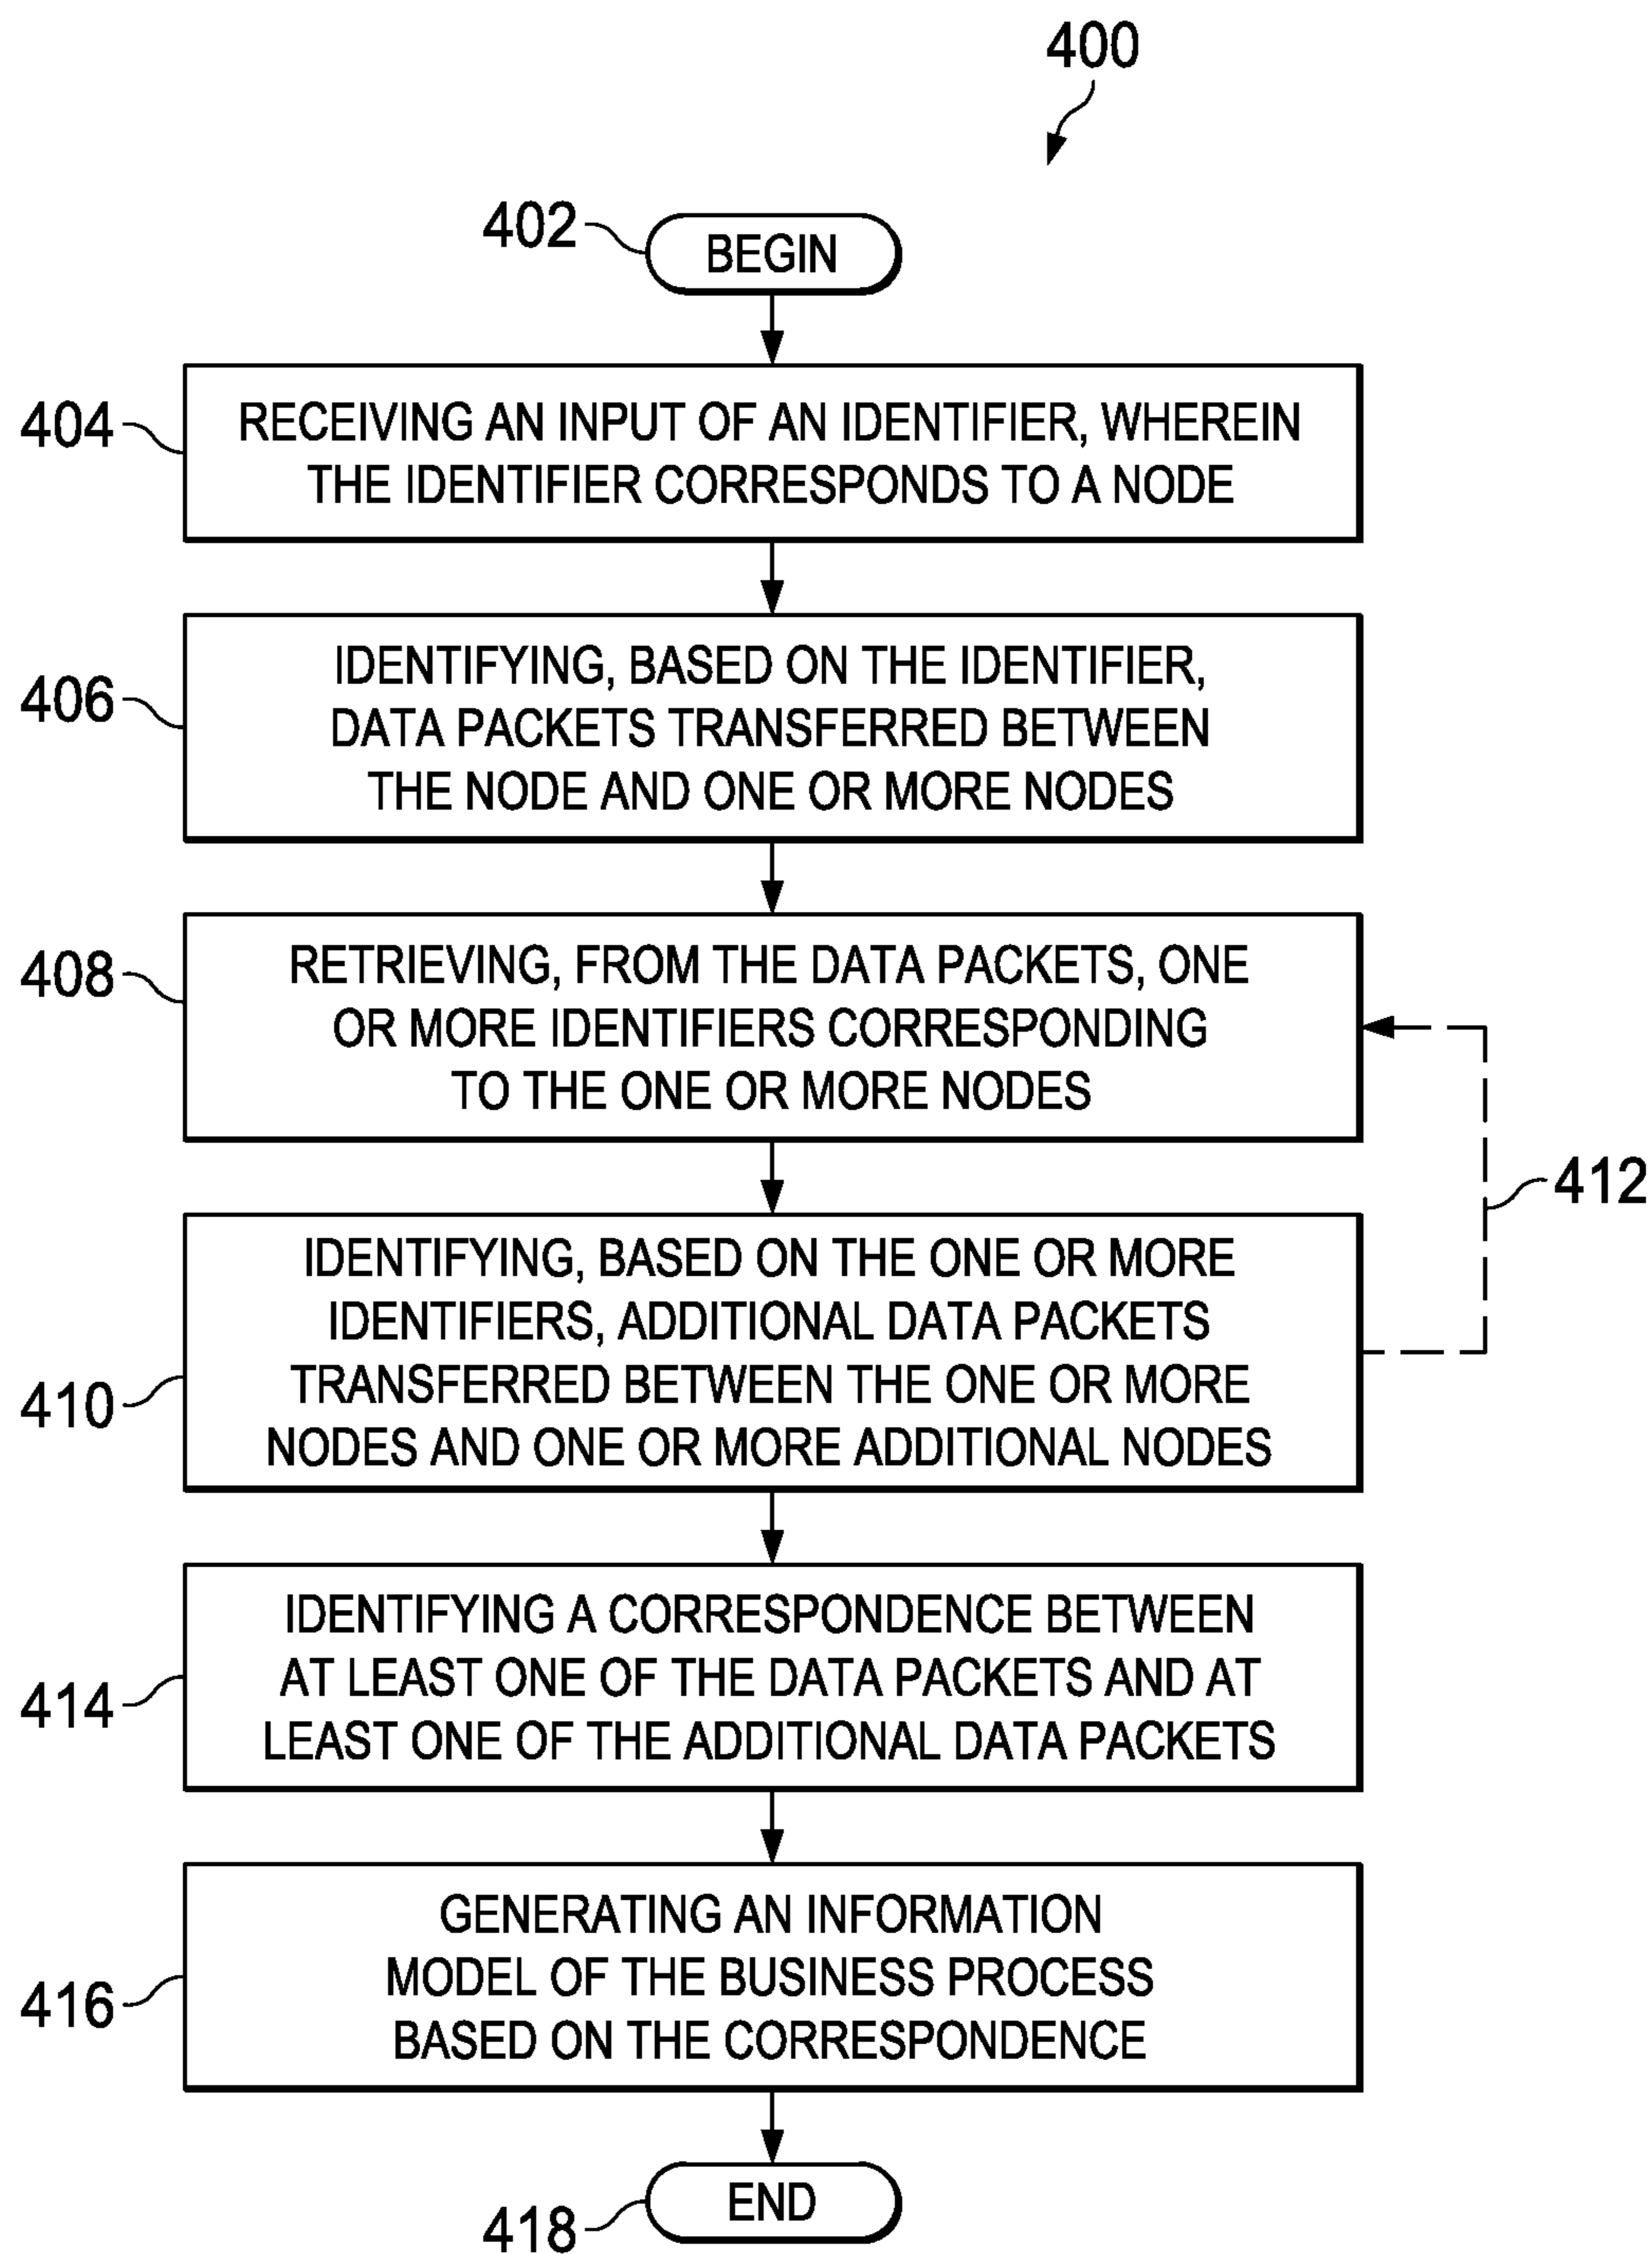 400
402
BEGIN
404
RECEIVING AN INPUT OF AN IDENTIFIER, WHEREIN
THE IDENTIFIER CORRESPONDS TO A NODE
406
IDENTIFYING, BASED ON THE IDENTIFIER,
DATA PACKETS TRANSFERRED BETWEEN
THE NODE AND ONE OR MORE NODES
408
RETRIEVING, FROM THE DATA PACKETS, ONE
OR MORE IDENTIFIERS CORRESPONDING
TO THE ONE OR MORE NODES
412
410
IDENTIFYING, BASED ON THE ONE OR MORE
IDENTIFIERS, ADDITIONAL DATA PACKETS
TRANSFERRED BETWEEN THE ONE OR MORE
NODES AND ONE OR MORE ADDITIONAL NODES
414
IDENTIFYING A CORRESPONDENCE BETWEEN
AT LEAST ONE OF THE DATA PACKETS AND AT
LEAST ONE OF THE ADDITIONAL DATA PACKETS
416
GENERATING AN INFORMATION
MODEL OF THE BUSINESS PROCESS
BASED ON THE CORRESPONDENCE
418
END